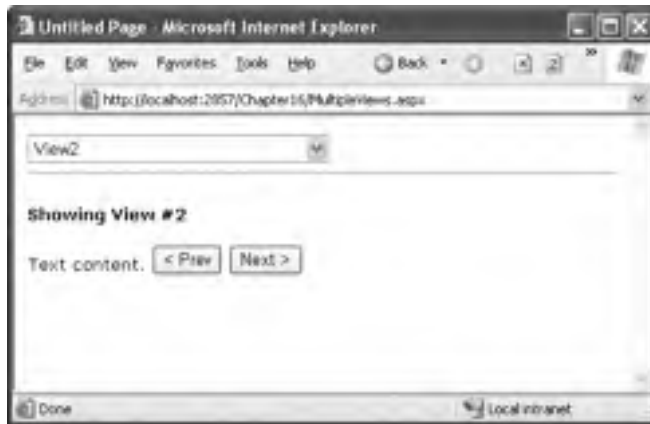 Untitled Page - Microsoft Internet Explorer
File Edit View Favorites Tools Help Back »
Address http://localhost:2857/Chapter16/MultipleViews.aspx
View2
Showing View #2
Text content. < Prev Next >
Done Local intranet